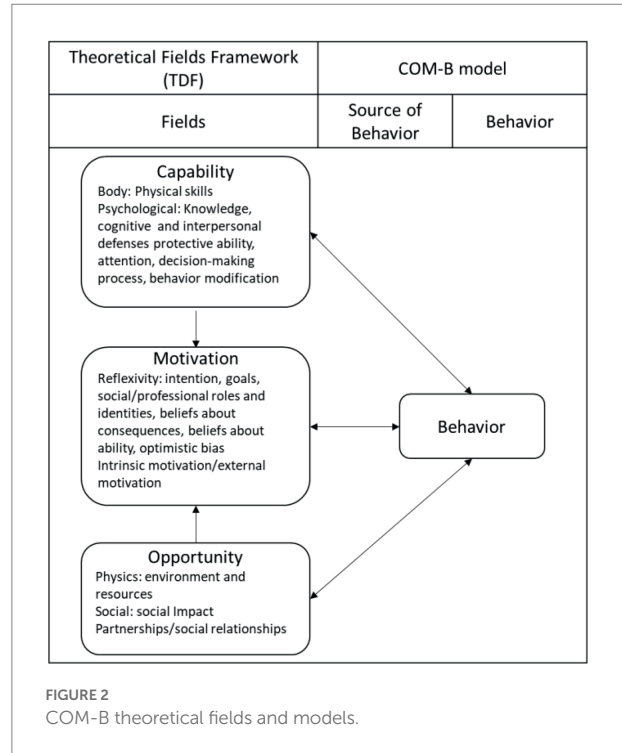 Theoretical Fields Framework
(TDF)
COM-B model
Fields
Source of
Behavior
Behavior
Capability
Body: Physical skills
Psychological: Knowledge,
cognitive and interpersonal
defenses protective ability,
attention, decision-making
process, behavior modification
Motivation
Reflexivity: intention, goals,
social/professional roles and
identities, beliefs about
consequences, beliefs about
ability, optimistic bias
Intrinsic motivation/external
motivation
Behavior
Opportunity
Physics: environment and
resources
Social: social Impact
Partnerships/social relationships
FIGURE 2
COM-B theoretical fields and models.